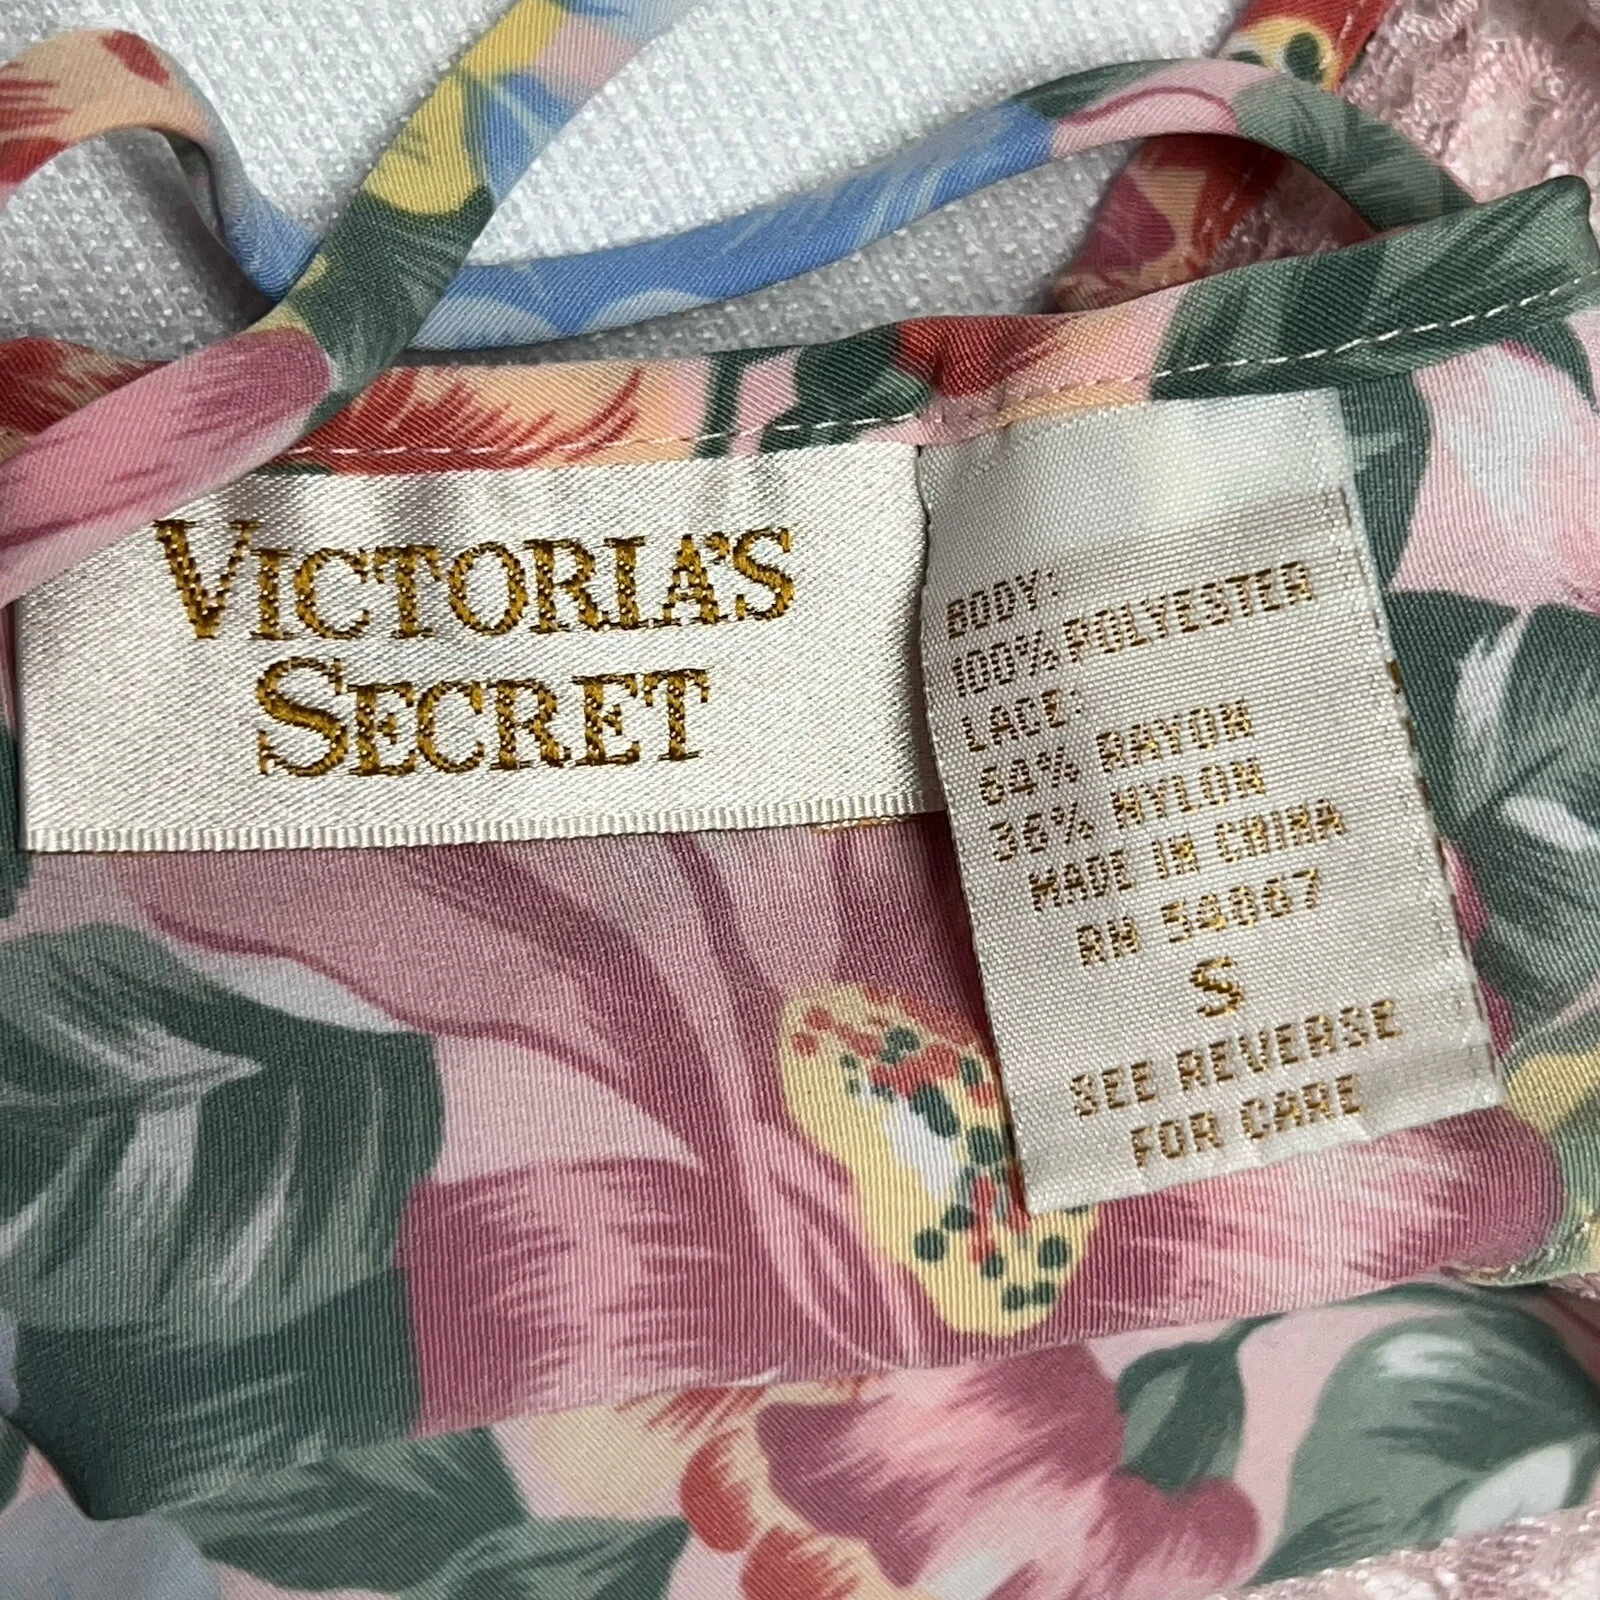 VICTORIA'S
SECRET
BODY:
100% POLYESTER
LACE:
64% RAYON
36% NYLON
MADE IN CHINA
RN 54867
S
SEE REVERSE
FOR CARE